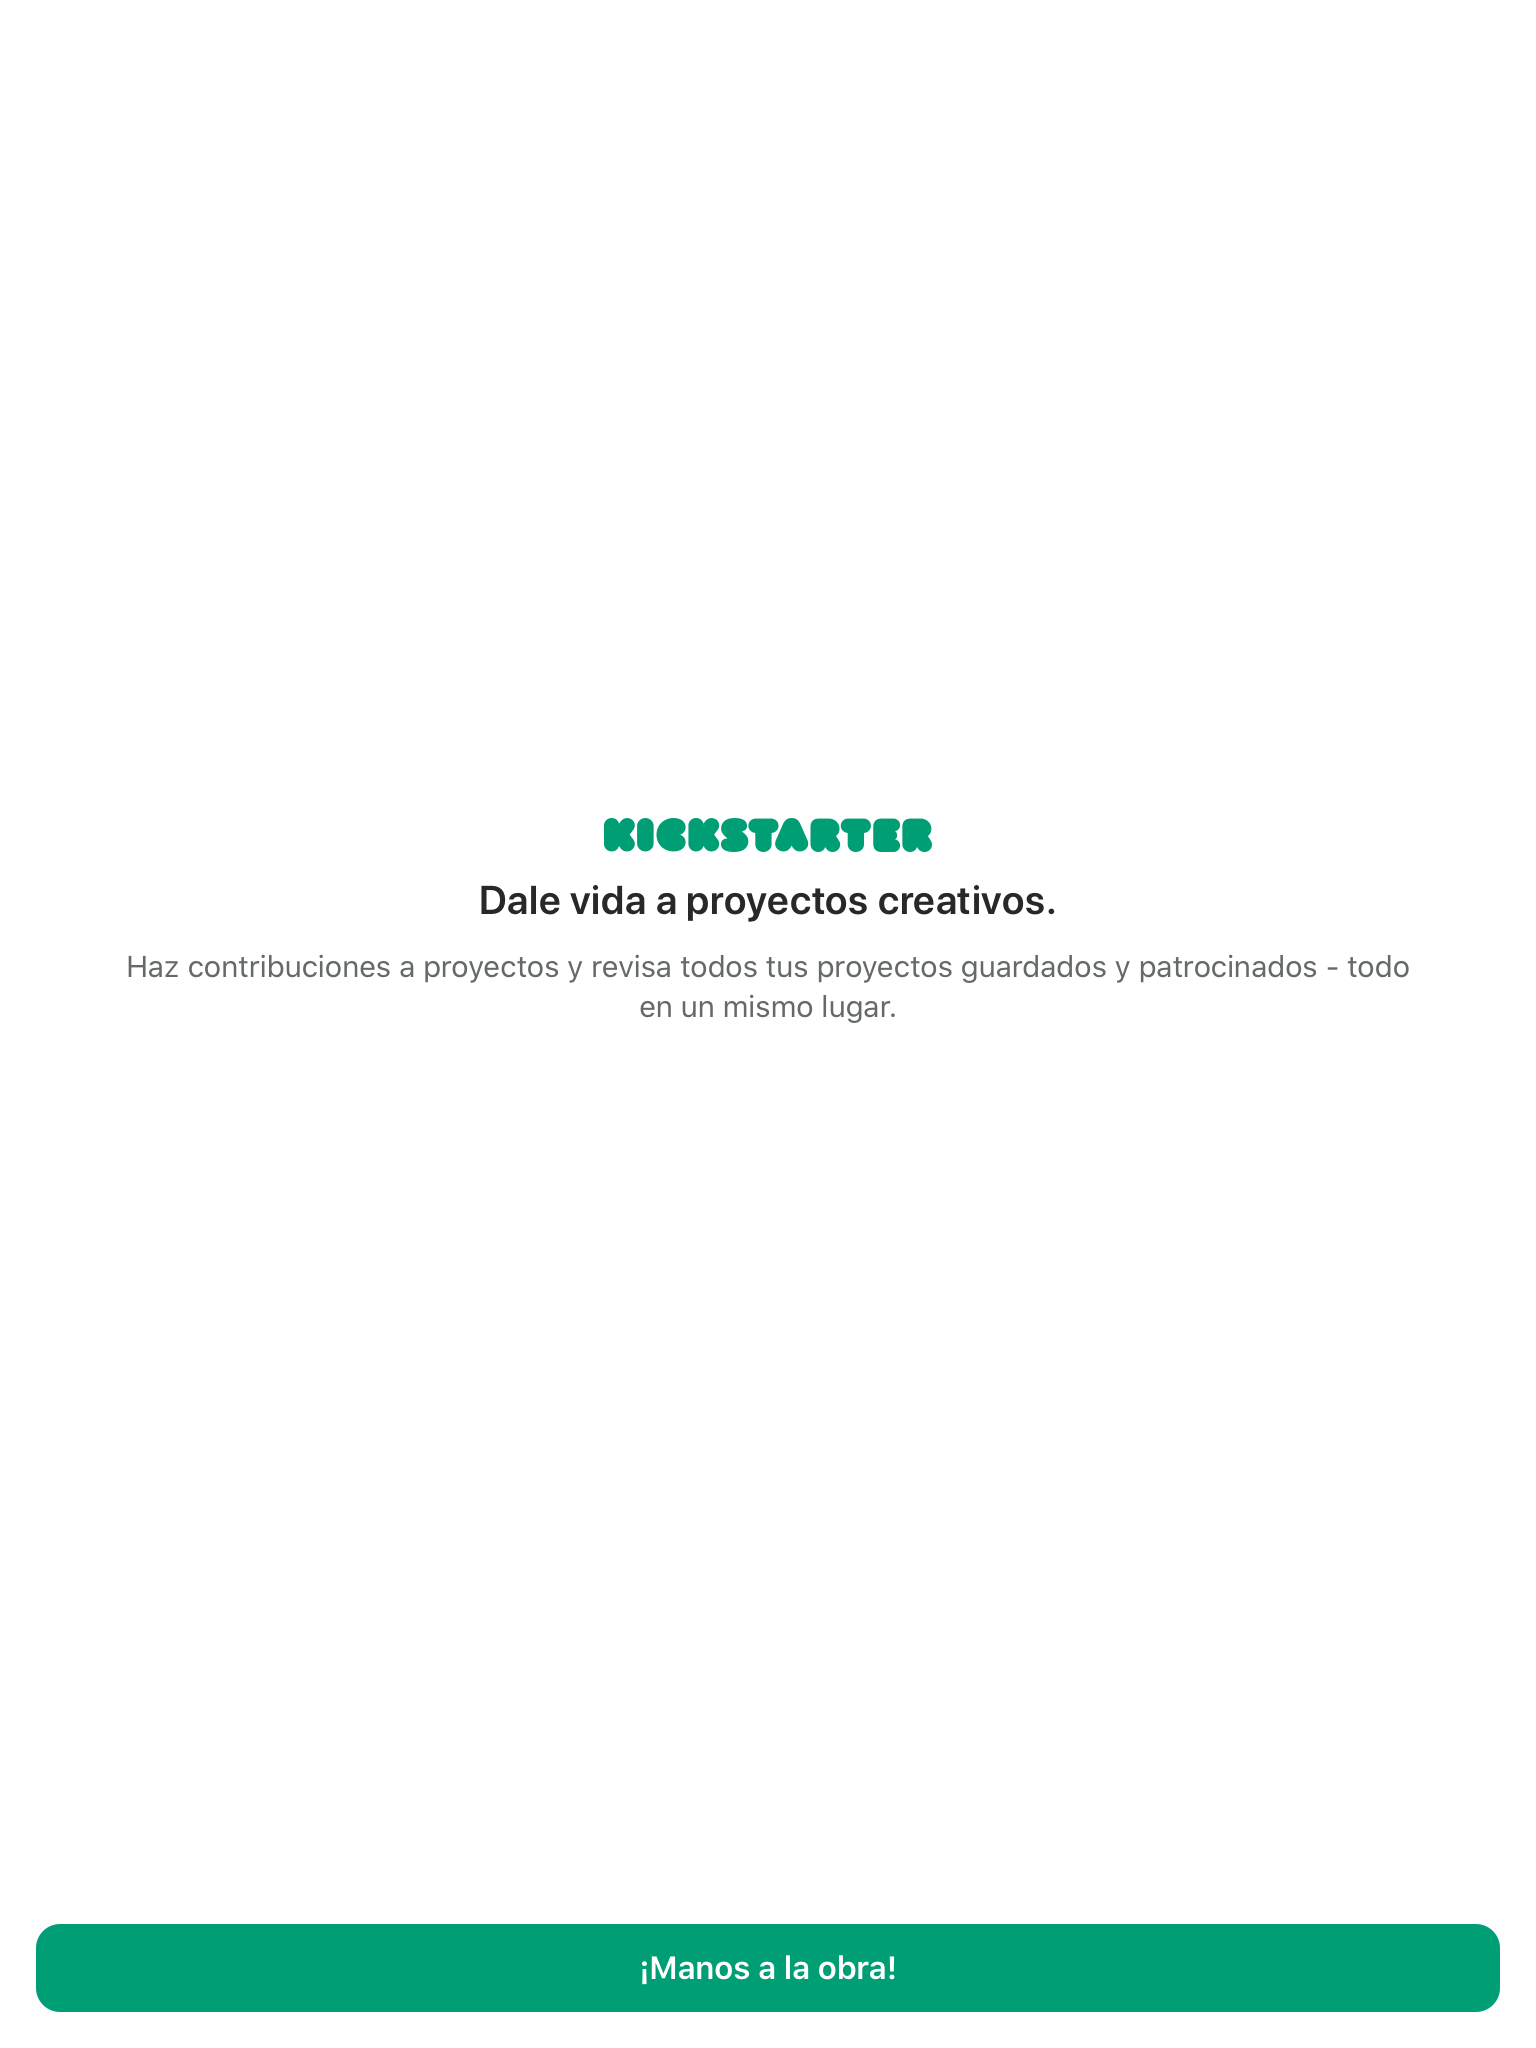 KICKSTARTER
Dale vida a proyectos creativos.
Haz contribuciones a proyectos y revisa todos tus proyectos guardados y patrocinados - todo
en un mismo lugar.
¡Manos a la obra!